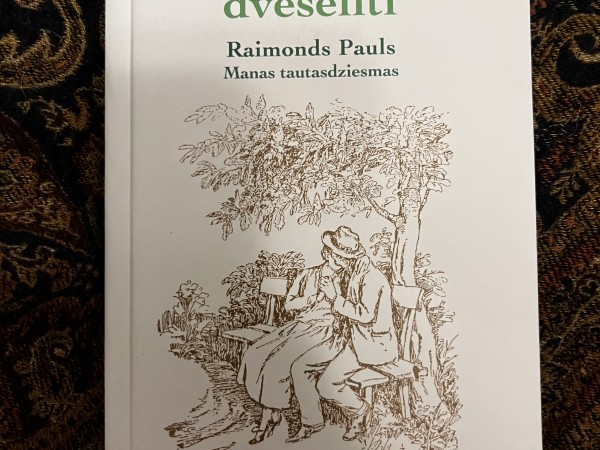 dvēselīti
Raimonds Pauls
Manas tautasdziesmas